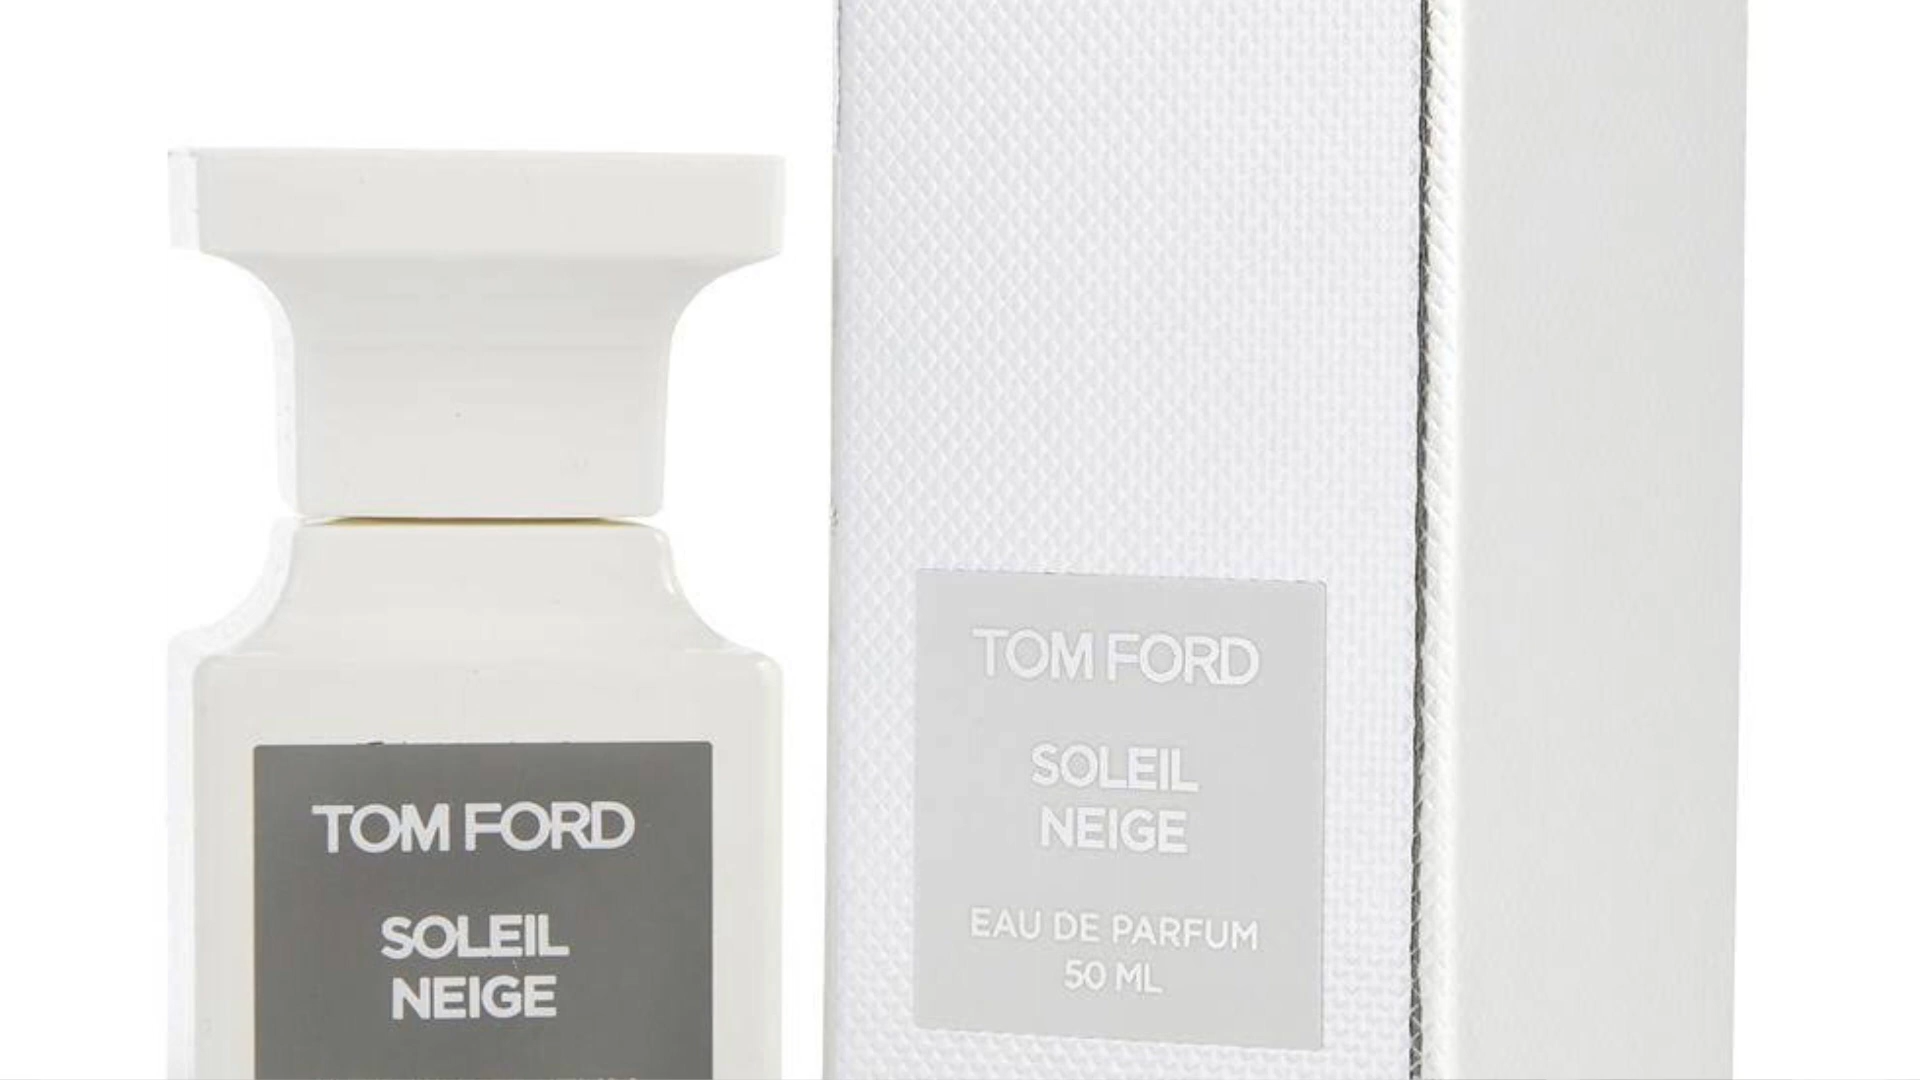 TOM FORD
SOLEIL
NEIGE
TOM FORD
SOLEIL
NEIGE
EAU DE PARFUM
50 ML